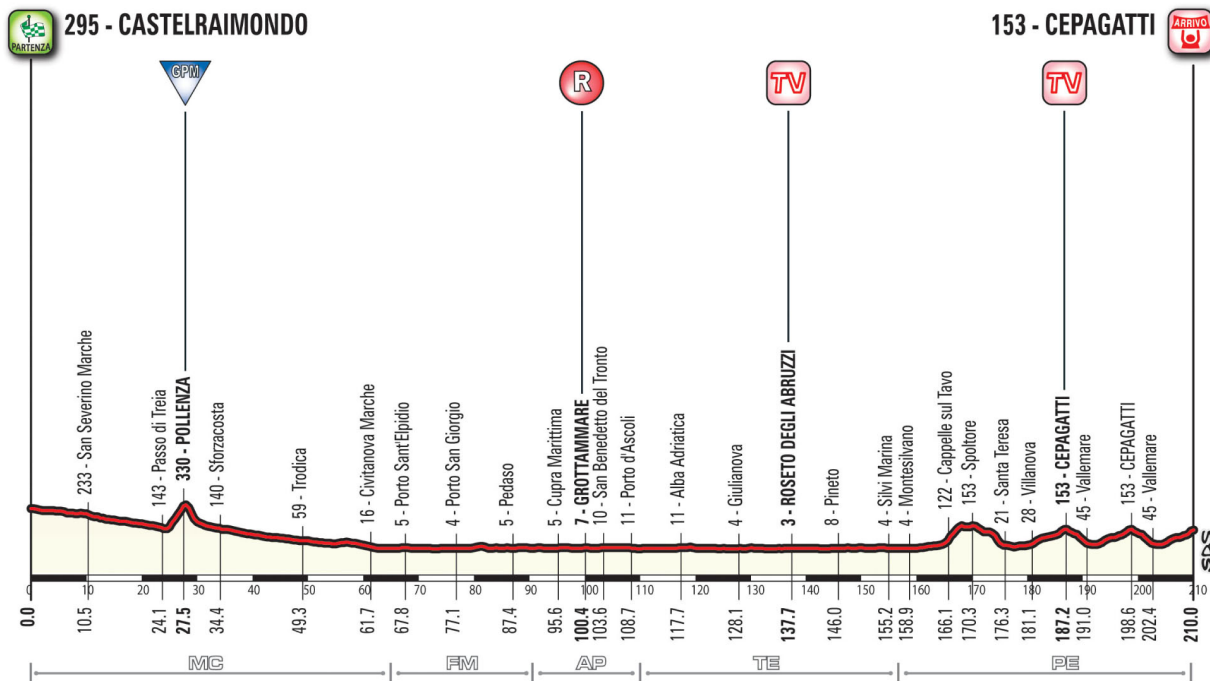 295 - CASTELRAIMONDO
153 - CEPAGATTI
PARTENZA
ARRIVO
GPM
R
TV
TV
233 - San Severino Marche
143 - Passo di Treia
330 - POLLENZA
140 - Sforzacosta
59 - Trodica
16 - Civitanova Marche
5 - Porto Sant'Elpidio
4 - Porto San Giorgio
5 - Pedaso
5 - Cupra Marittima
7 - GROTTAMMARE
10 - San Benedetto del Tronto
11 - Porto d'Ascoli
11 - Alba Adriatica
4 - Giulianova
3 - ROSETO DEGLI ABRUZZI
8 - Pineto
4 - Silvi Marina
4 - Montesilvano
122 - Cappelle sul Tavo
153 - Spoltore
21 - Santa Teresa
28 - Villanova
153 - CEPAGATTI
45 - Vallemare
153 - CEPAGATTI
45 - Vallemare
SDS
0 10 20 30 40 50 60 70 80 90 100 110 120 130 140 150 160 170 180 190 200 210
0.0 10.5 24.1 27.5 34.4 49.3 61.7 67.8 77.1 87.4 95.6 100.4 103.6 108.7 117.7 128.1 137.7 146.0 155.2 158.9 166.1 170.3 176.3 181.1 187.2 191.0 198.6 202.4 210.0
MC FM AP TE PE